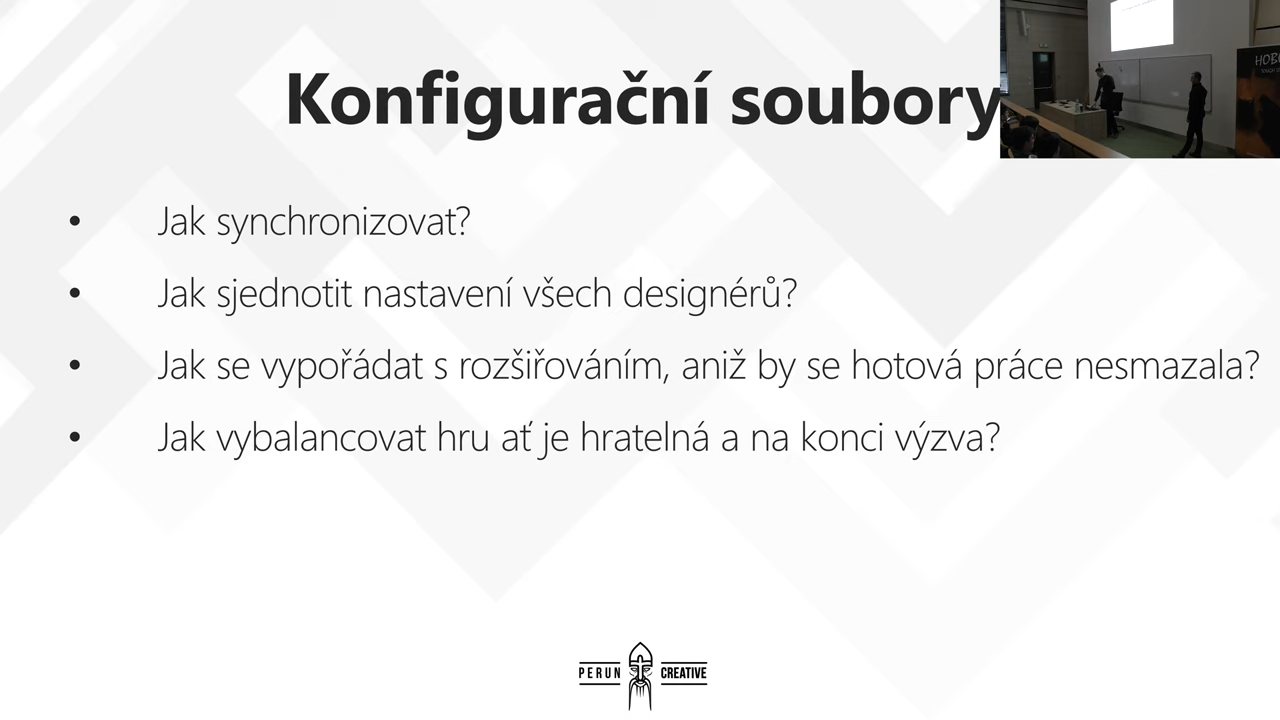 Konfigurační soubory
• Jak synchronizovat?
• Jak sjednotit nastavení všech designérů?
• Jak se vypořádat s rozšiřováním, aniž by se hotová práce nesmazala?
• Jak vybalancovat hru ať je hratelná a na konci výzva?
PERUN CREATIVE